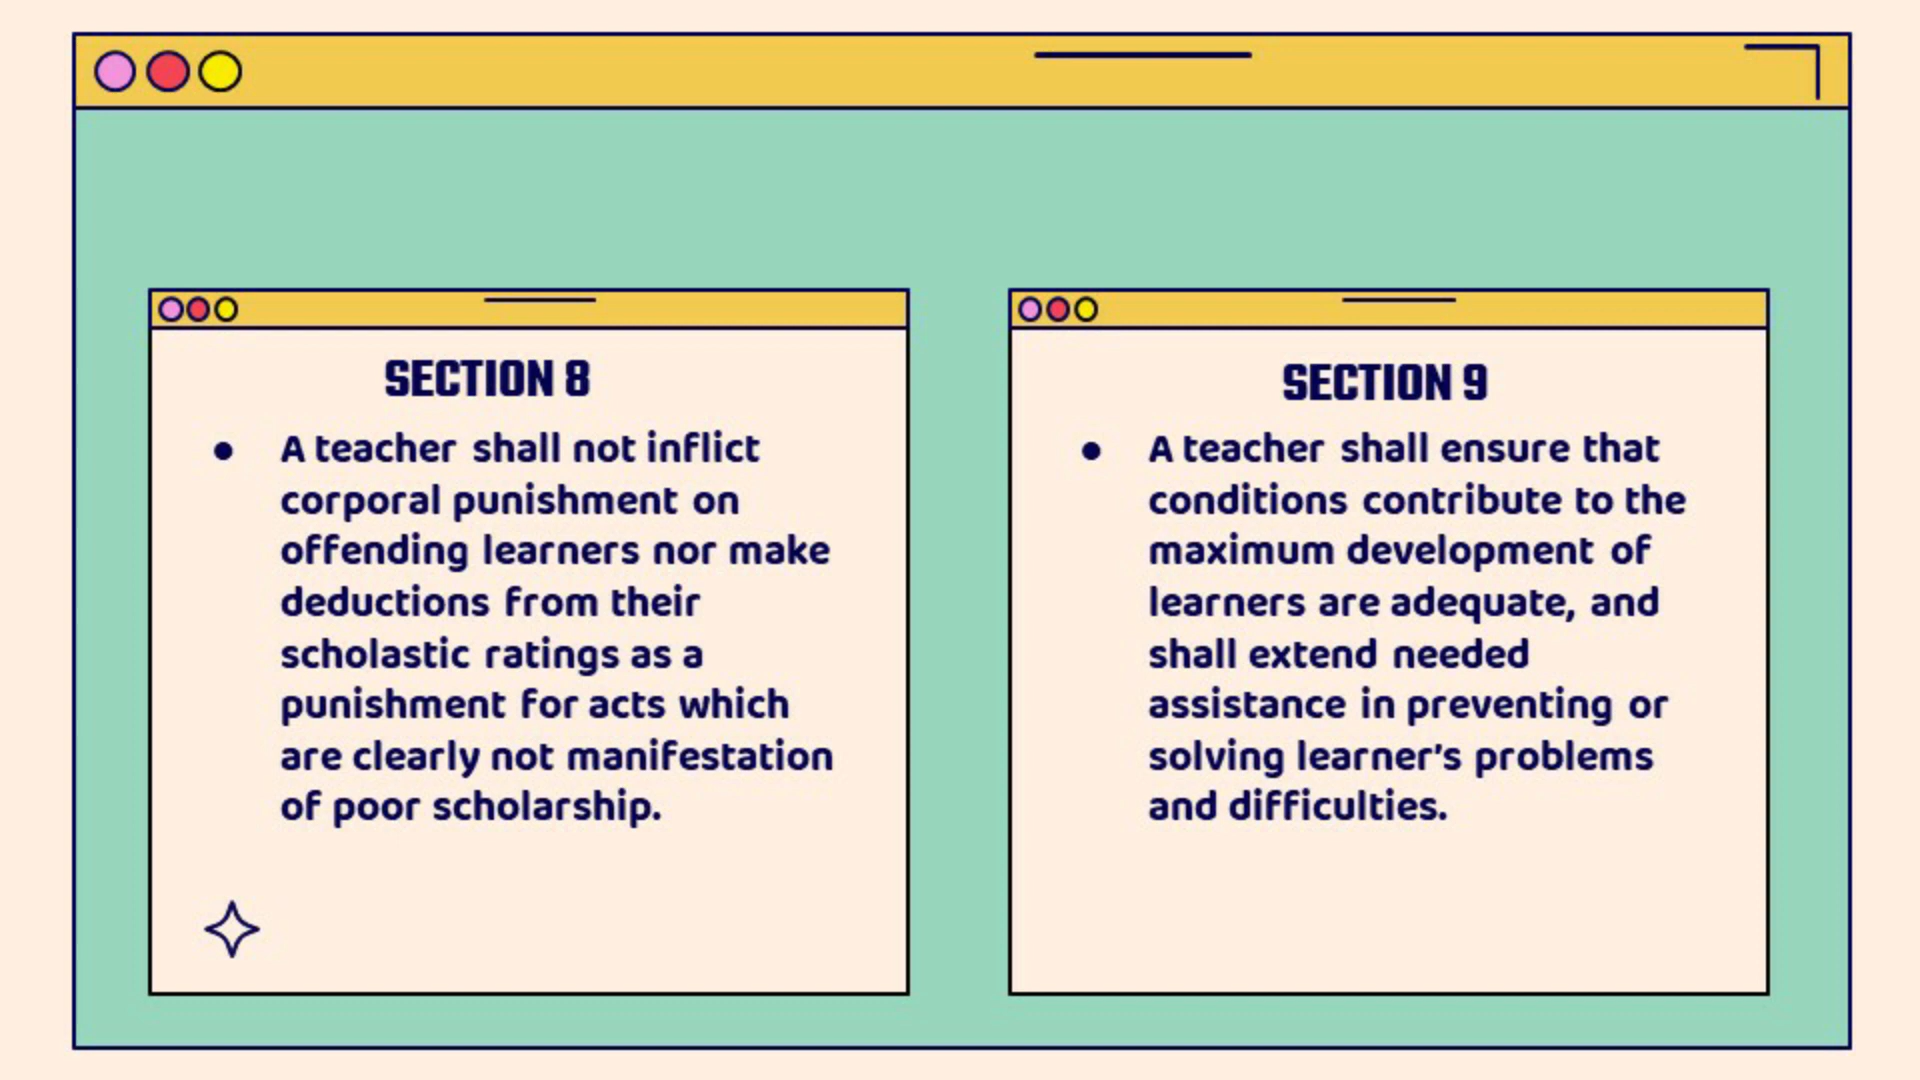 SECTION 8
● A teacher shall not inflict
corporal punishment on
offending learners nor make
deductions from their
scholastic ratings as a
punishment for acts which
are clearly not manifestation
of poor scholarship.
SECTION 9
● A teacher shall ensure that
conditions contribute to the
maximum development of
learners are adequate, and
shall extend needed
assistance in preventing or
solving learner’s problems
and difficulties.